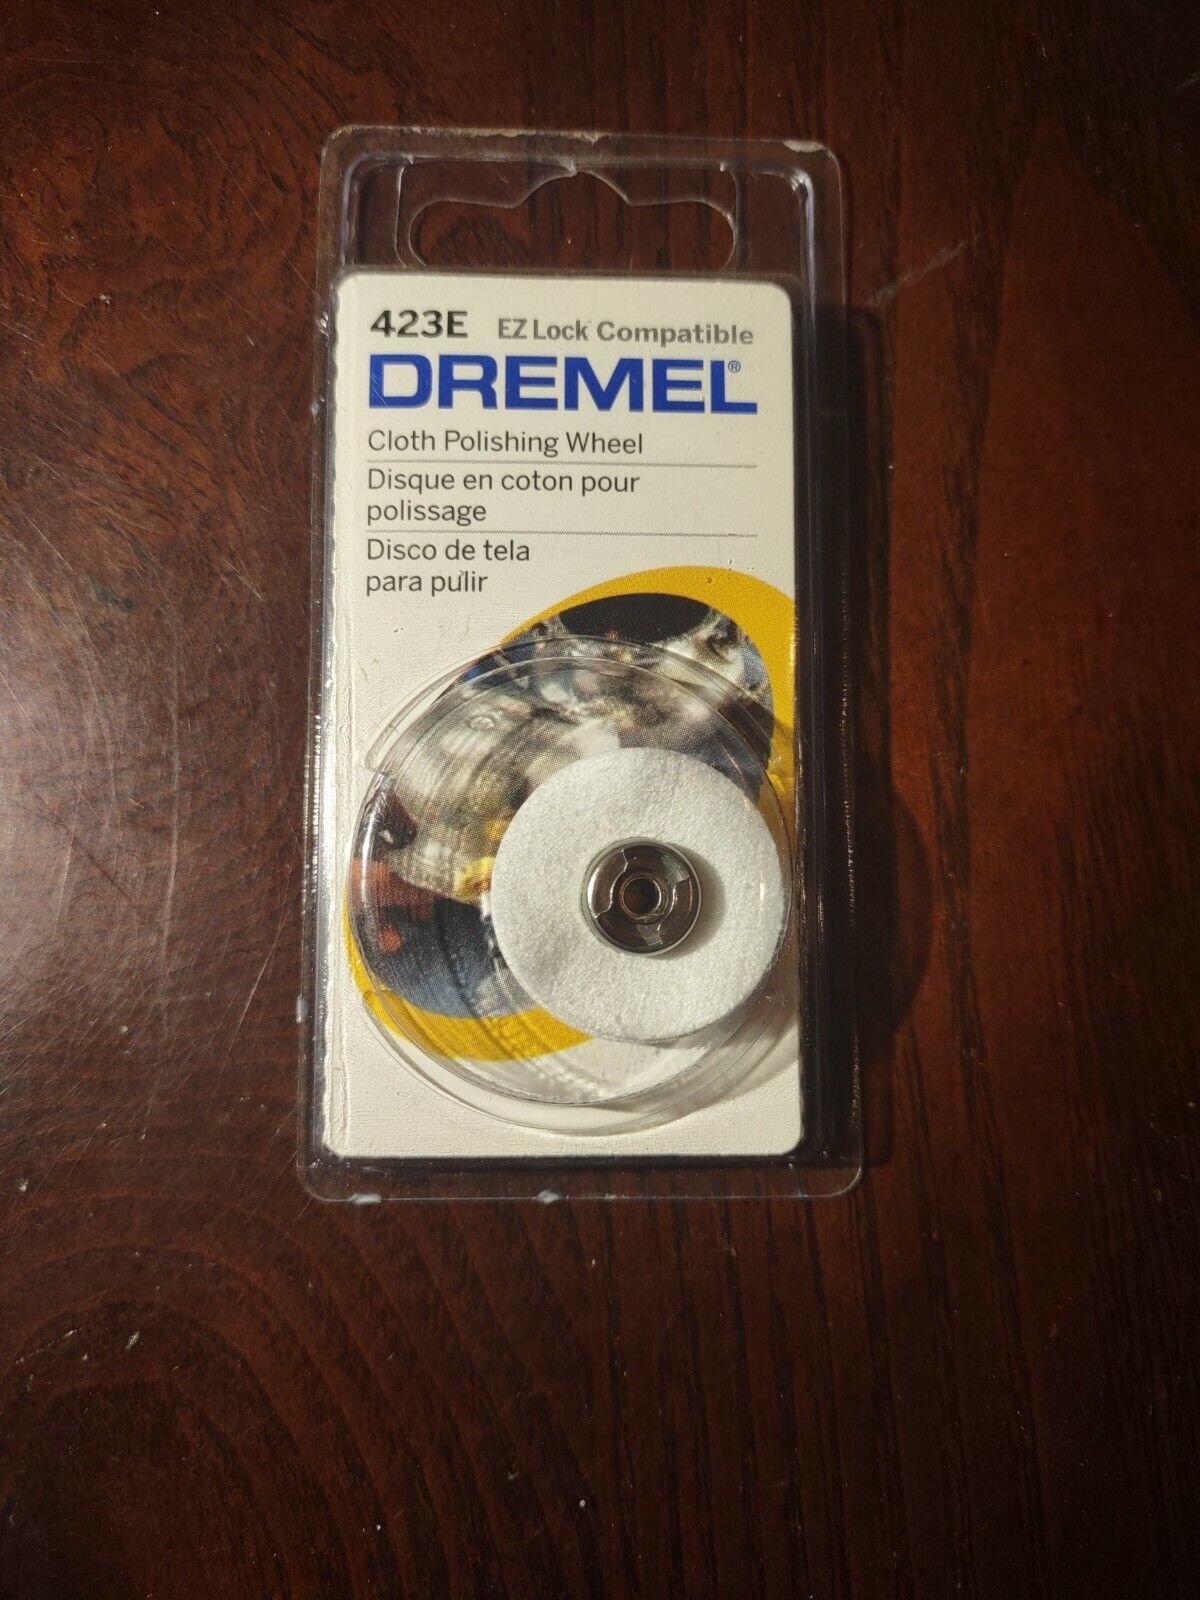 423E EZ Lock Compatible
DREMEL®
Cloth Polishing Wheel
Disque en coton pour
polissage
Disco de tela
para pulir